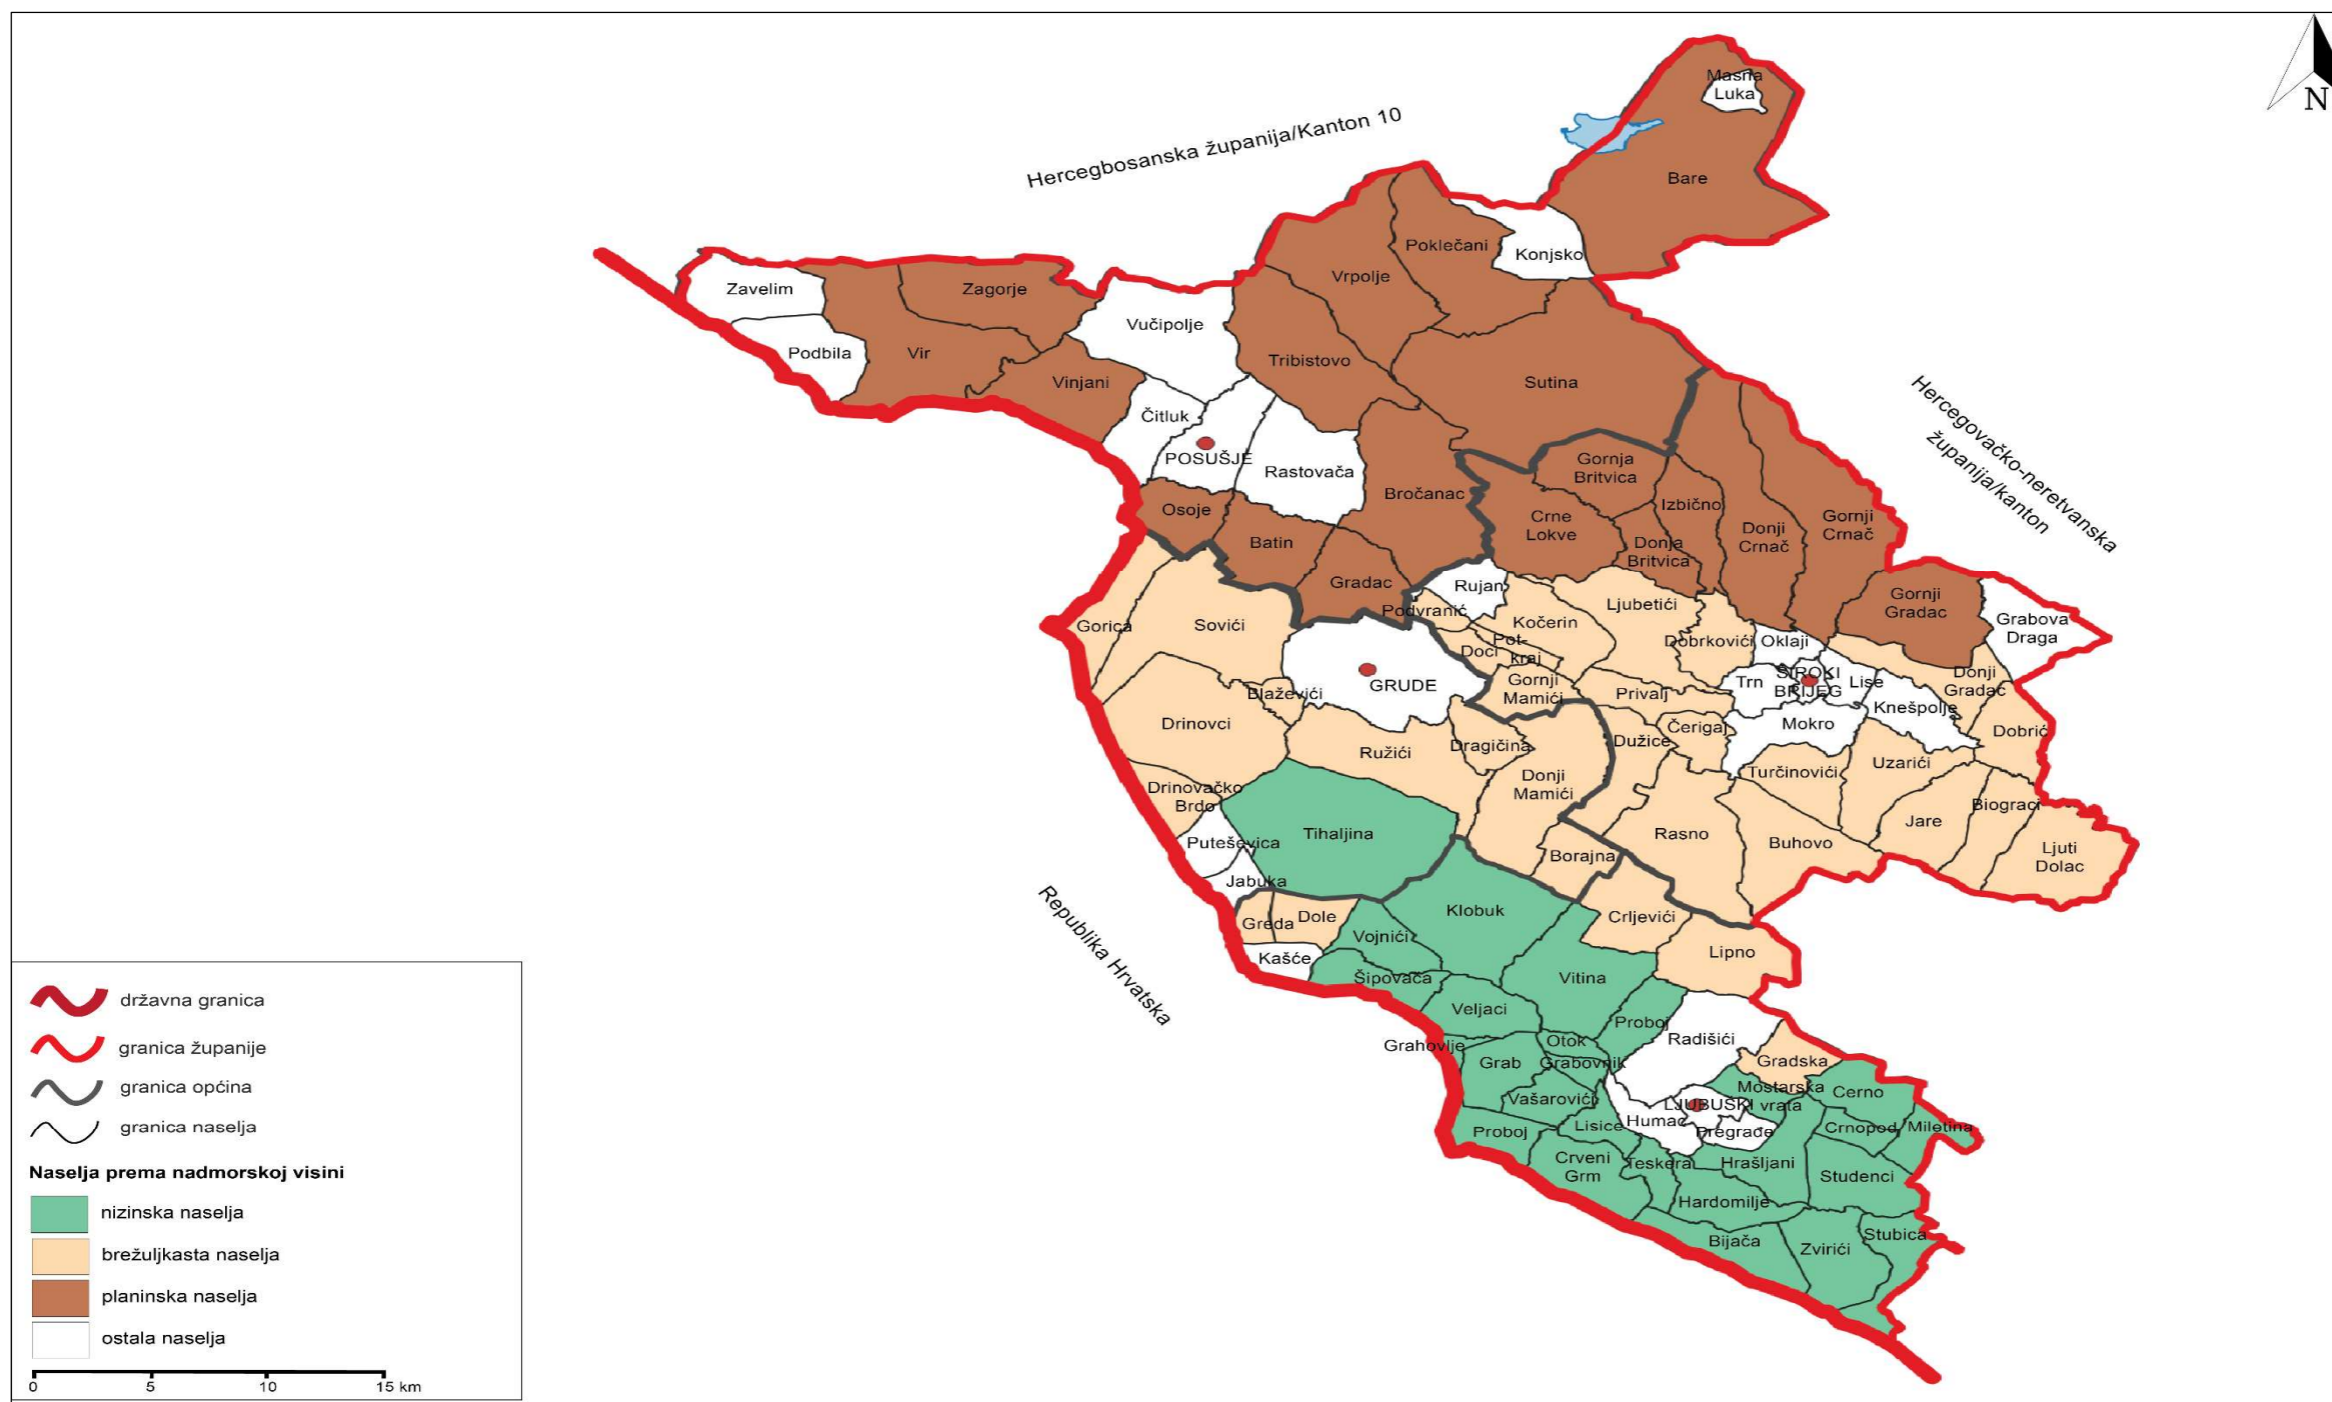 N
Hercegbosanska županija/Kanton 10
Masna
Luka
Bare
Poklečani
Konjsko
Vrpolje
Zavelim
Zagorje
Vučipolje
Podbila
Vir
Vinjani
Tribistovo
Sutina
Hercegovačko-neretvanska
županija/kanton
Čitluk
POSUŠJE
Rastovača
Bročanac
Gornja
Britvica
Izbično
Crne
Lokve
Donja
Britvica
Donji
Crnač
Gornji
Crnač
Osoje
Batin
Gradac
Rujan
Podvranić
Ljubetići
Gornji
Gradac
Grabova
Draga
Gorica
Sovići
Kočerin
Dobrkovići
Oklaji
Doci
Pot-
kraj
GRUDE
Gornji
Mamići
Privalj
Trn
ŠIROKI
BRIJEG
Lise
Donji
Gradac
Blaževići
Knešpolje
Drinovci
Čerigaj
Mokro
Dobrić
Ružići
Dragičina
Dužice
Donji
Mamići
Turčinovići
Uzarići
Drinovačko
Brdo
Biograci
Tihaljina
Rasno
Jare
Puteševica
Borajna
Buhovo
Ljuti
Dolac
Jabuka
Republika Hrvatska
Greda
Dole
Klobuk
Crljevići
Vojnići
Kašće
Lipno
Šipovača
Vitina
Veljaci
Proboj
Radišići
Grahovlje
Otok
Grab
Grabovnik
Gradska
Vašarovići
Mostarska
vrata
Cerno
LJUBUŠKI
Humac
Pregrađe
Proboj
Lisice
Crnopod
Miletina
Crveni
Grm
Teskera
Hrašljani
Studenci
Hardomilje
Bijača
Zvirići
Stubica
državna granica
granica županije
granica općina
granica naselja
Naselja prema nadmorskoj visini
nizinska naselja
brežuljkasta naselja
planinska naselja
ostala naselja
0 5 10 15 km